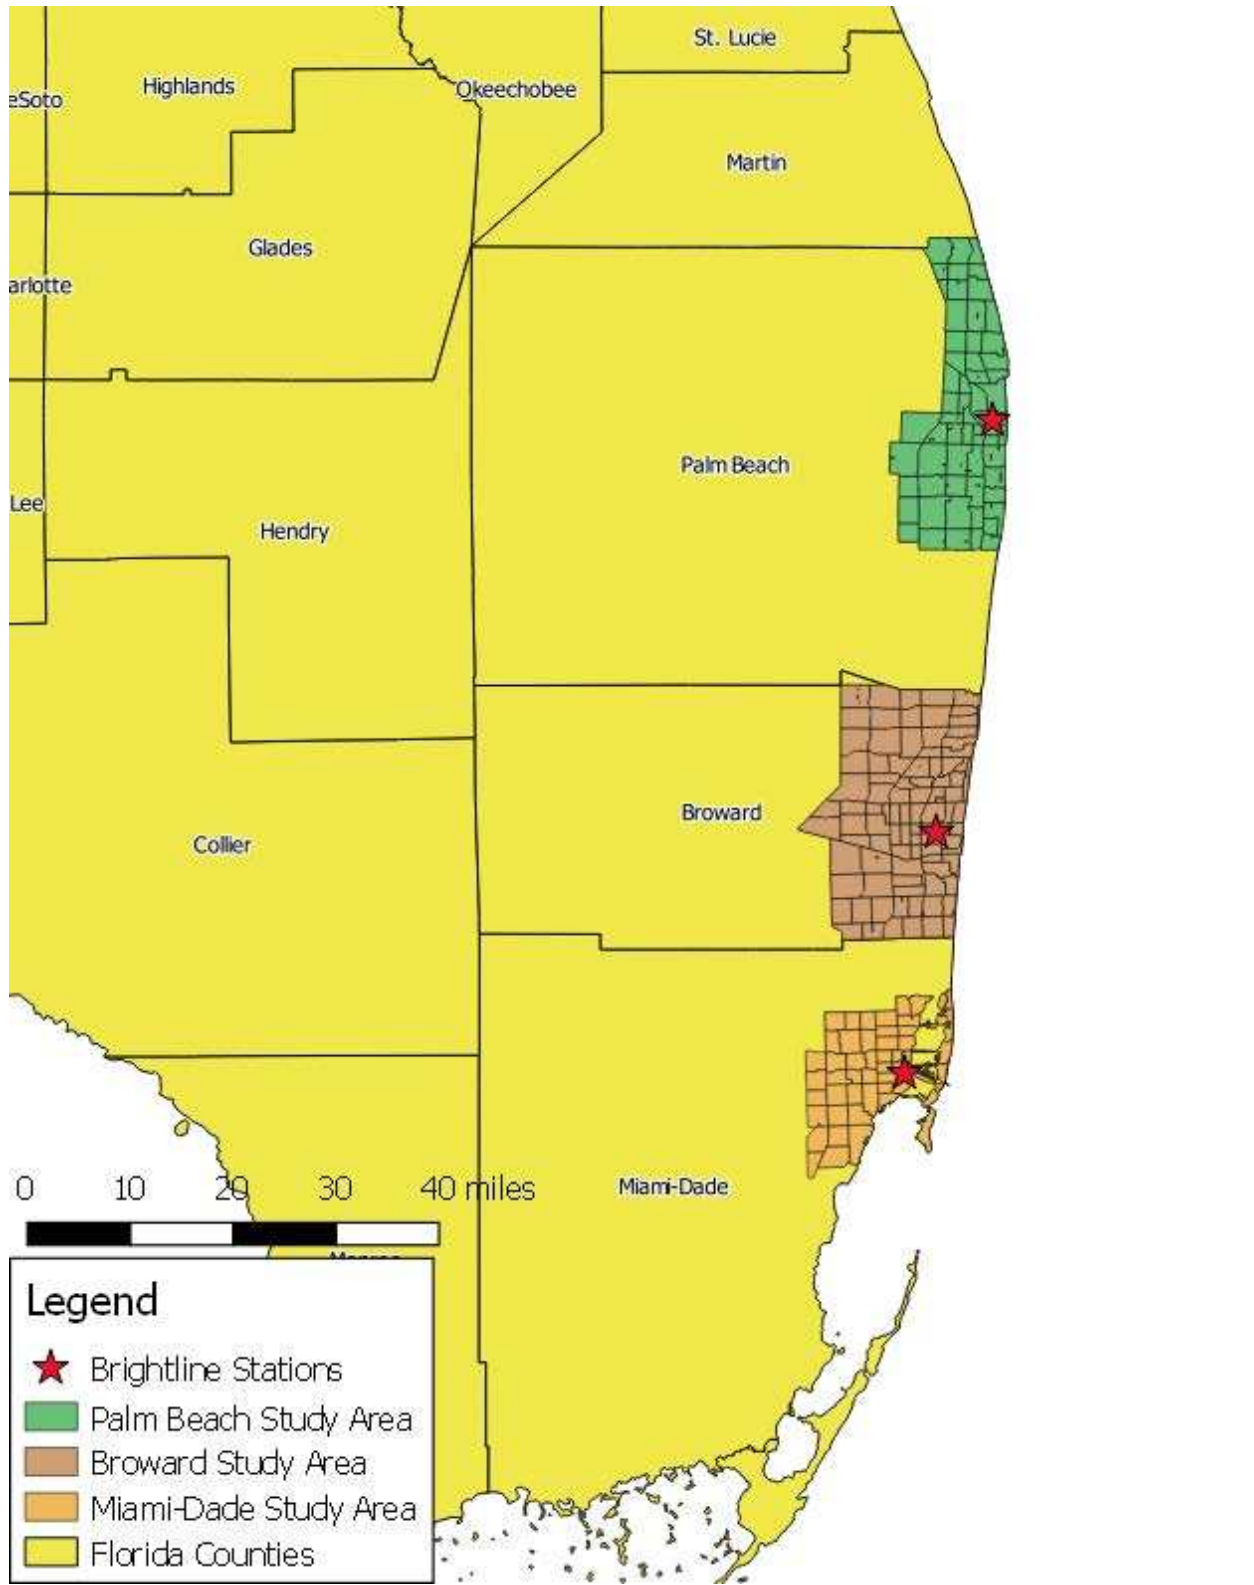 St. Lucie
Highlands
Okeechobee
eSoto
Martin
Glades
arlotte
Palm Beach
Lee
Hendry
Broward
Collier
Miami-Dade
0 10 20 30 40 miles
Monroe
Legend
Brightline Stations
Palm Beach Study Area
Broward Study Area
Miami-Dade Study Area
Florida Counties